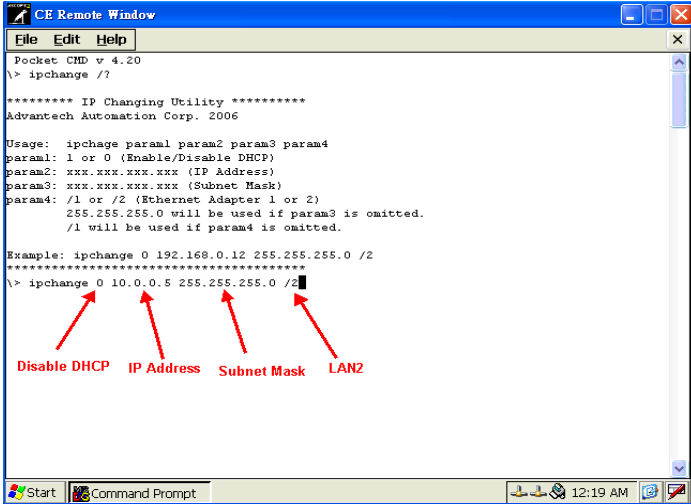 CE Remote Window
File Edit Help
Pocket CMD v 4.20
\> ipchange /?
********* IP Changing Utility **********
Advantech Automation Corp. 2006
Usage: ipchage param1 param2 param3 param4
param1: 1 or 0 (Enable/Disable DHCP)
param2: xxx.xxx.xxx.xxx (IP Address)
param3: xxx.xxx.xxx.xxx (Subnet Mask)
param4: /1 or /2 (Ethernet Adapter 1 or 2)
255.255.255.0 will be used if param3 is omitted.
/1 will be used if param4 is omitted.
Example: ipchange 0 192.168.0.12 255.255.255.0 /2
*****************************************
\> ipchange 0 10.0.0.5 255.255.255.0 /2
Disable DHCP IP Address Subnet Mask LAN2
Start Command Prompt 12:19 AM